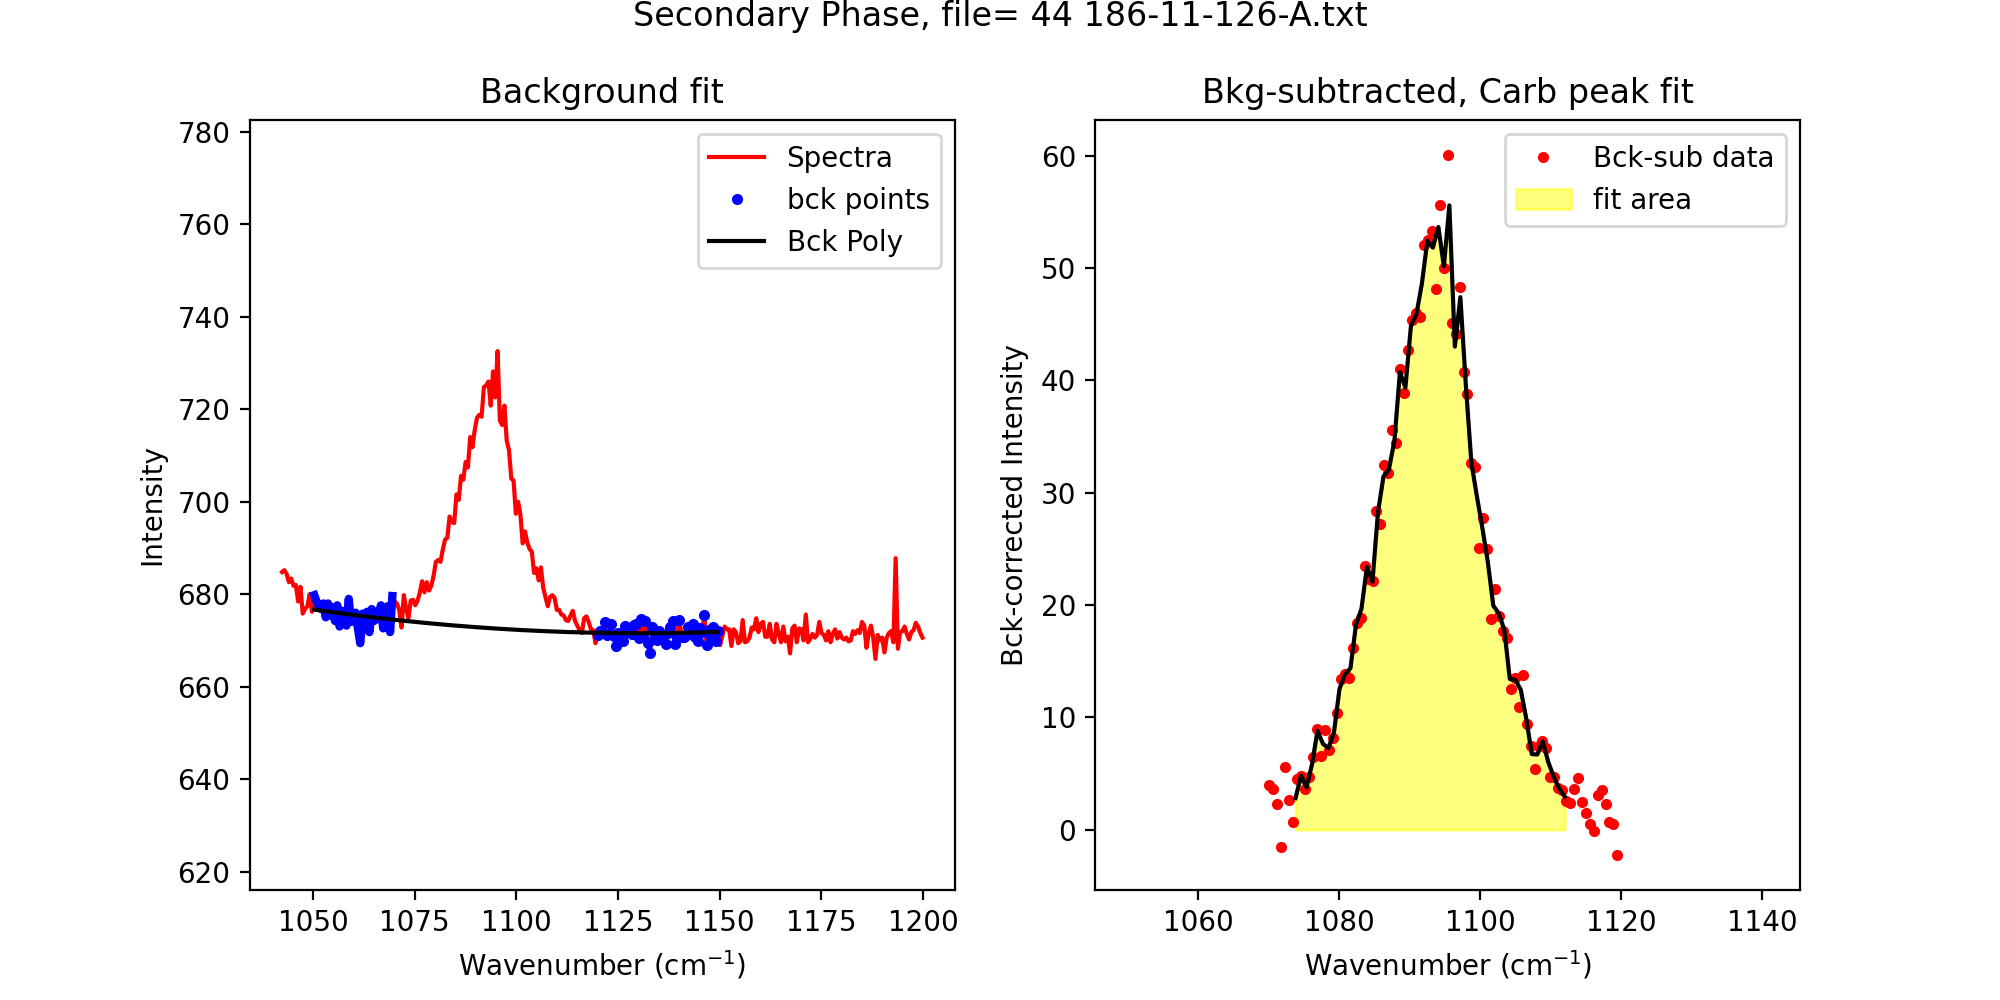 Secondary Phase, file= 44 186-11-126-A.txt
Background fit
780
760
740
720
700
680
660
640
620
Intensity
Spectra
bck points
Bck Poly
1050 1075 1100 1125 1150 1175 1200
Wavenumber (cm⁻¹)
Bkg-subtracted, Carb peak fit
60
50
40
30
20
10
0
Bck-corrected Intensity
Bck-sub data
fit area
1060 1080 1100 1120 1140
Wavenumber (cm⁻¹)